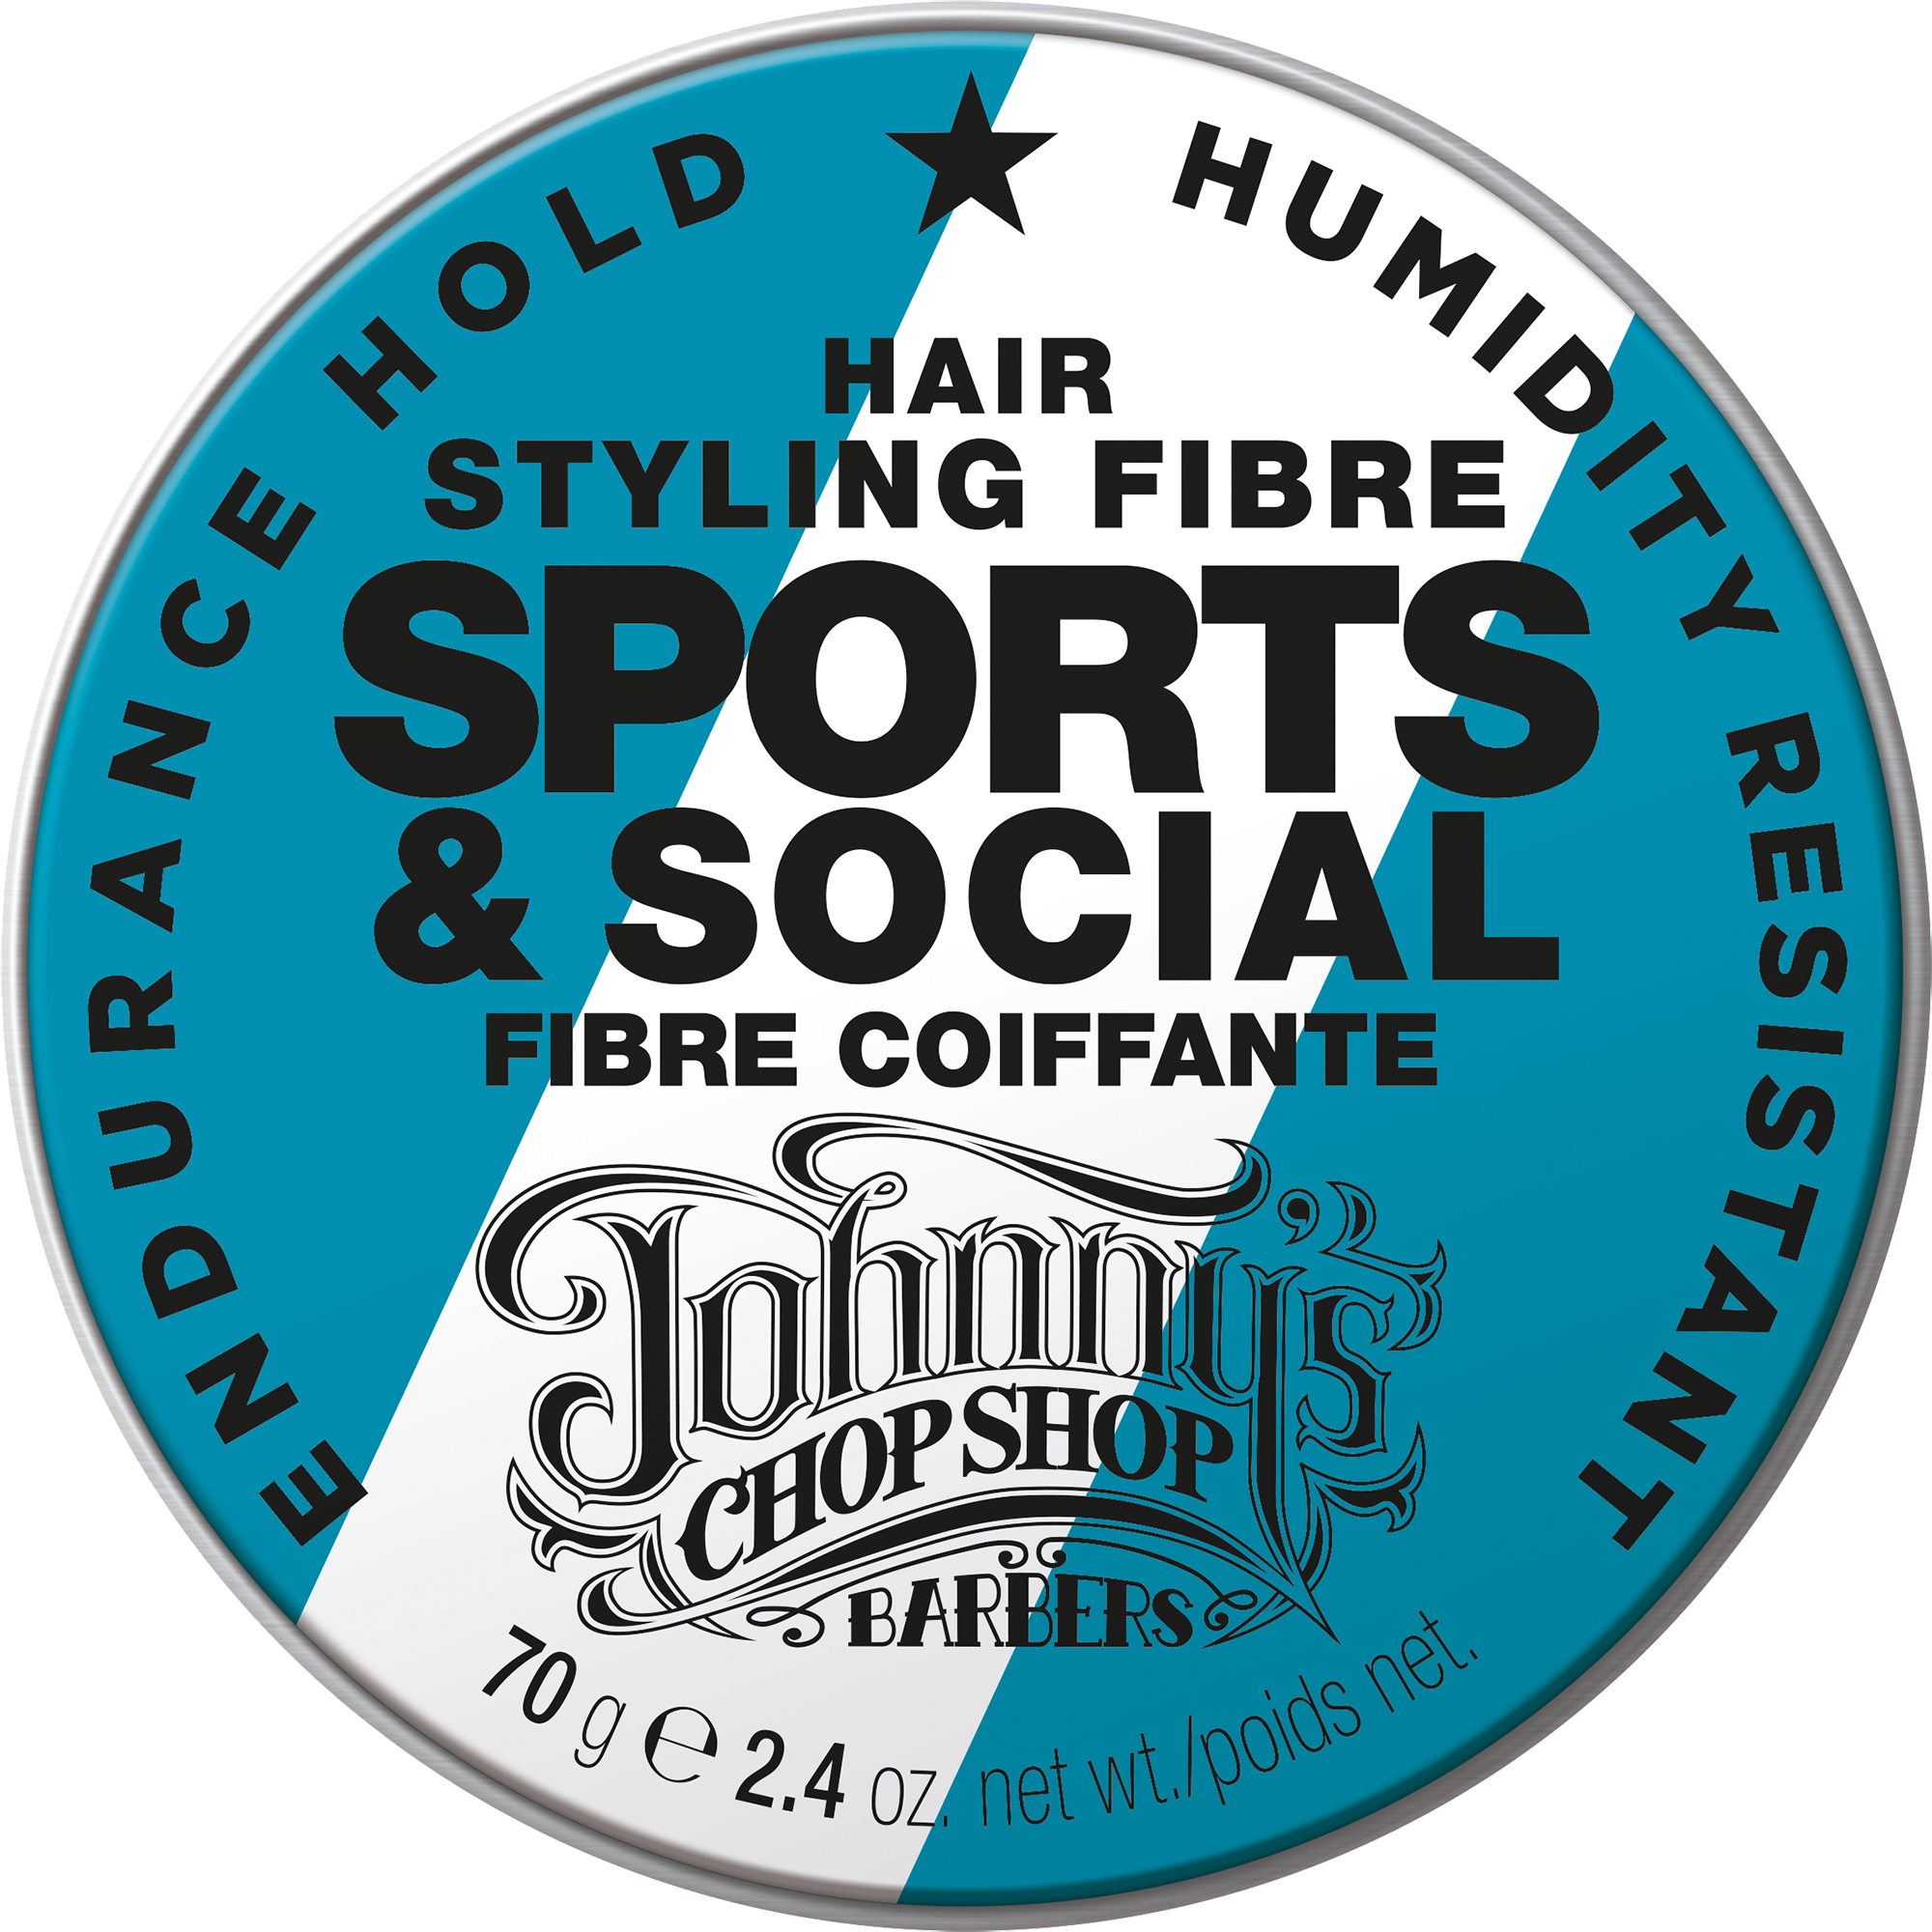 ENDURANCE HOLD ★ HUMIDITY RESISTANT
HAIR
STYLING FIBRE
SPORTS
& SOCIAL
FIBRE COIFFANTE
Johnny's
CHOP SHOP
BARBERS
70 g ℮ 2.4 oz. net wt./poids net.